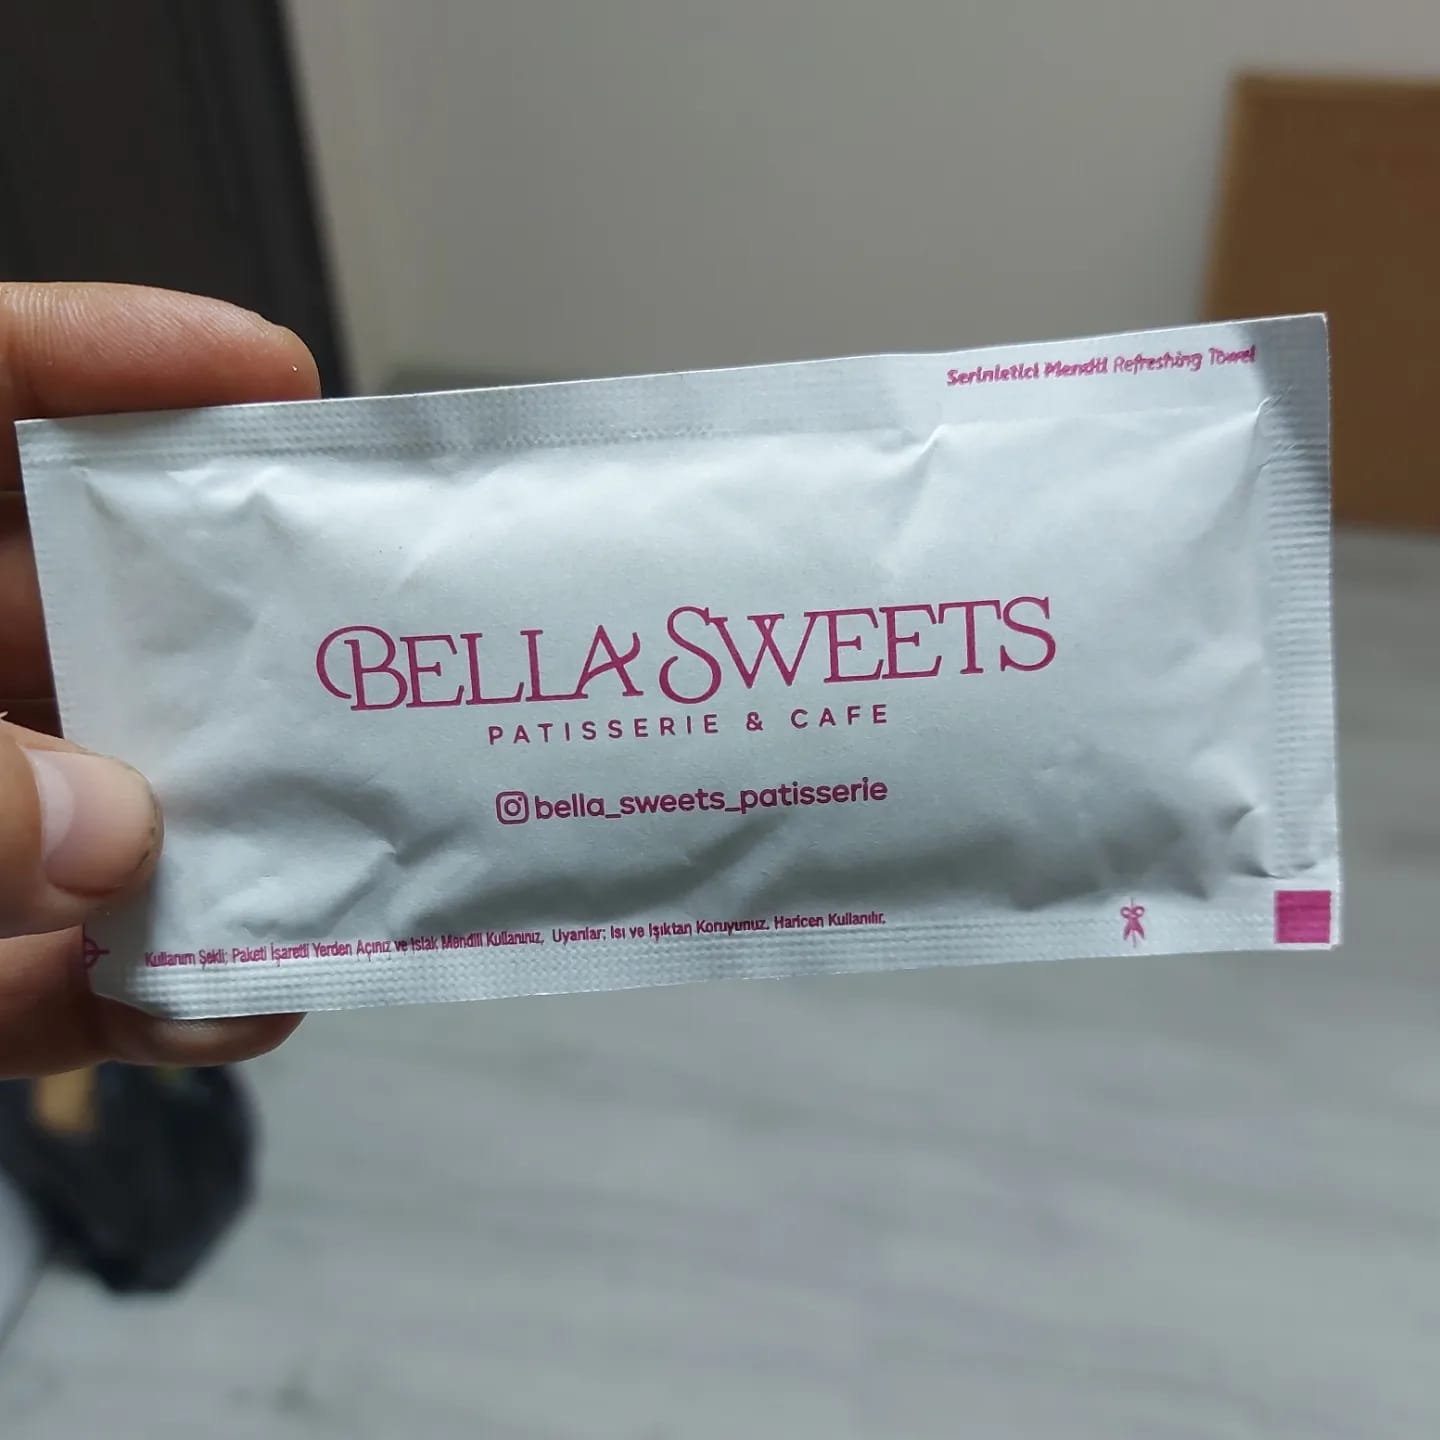 Serinletici Mendil Refreshing Towel
BELLA SWEETS
PATISSERIE & CAFE
bella_sweets_patisserie
Kullanım Şekli; Paketi İşaretli Yerden Açınız ve Islak Mendili Kullanınız, Uyarılar; Isı ve Işıktan Koruyunuz. Haricen Kullanılır.